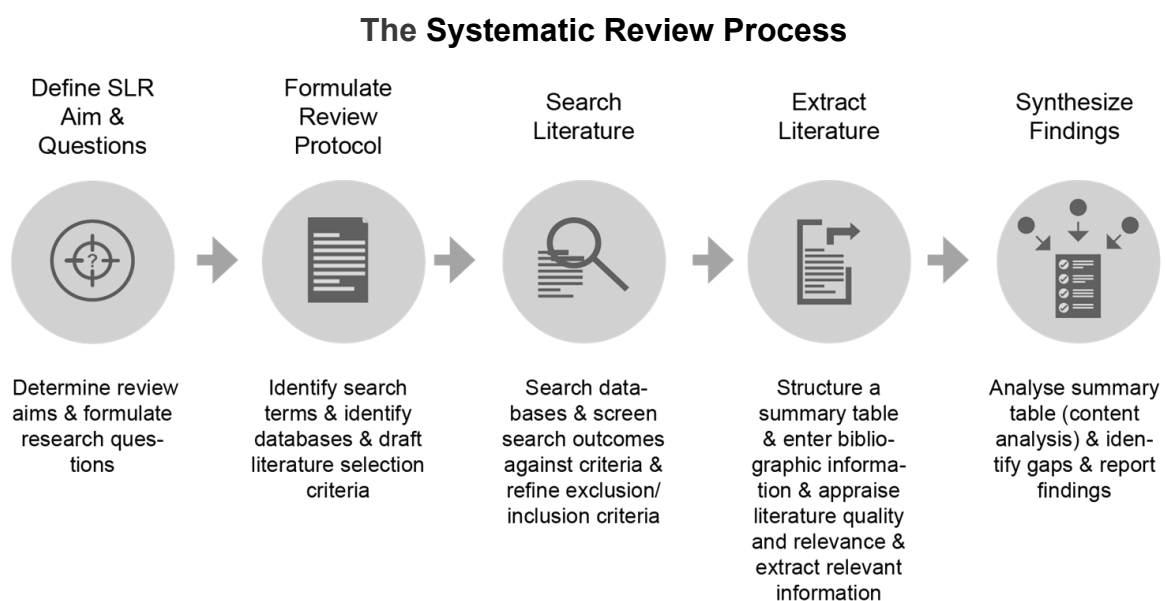 The Systematic Review Process
Define SLR
Aim &
Questions
Formulate
Review
Protocol
Search
Literature
Extract
Literature
Synthesize
Findings
?
Determine review
aims & formulate
research ques-
tions
Identify search
terms & identify
databases & draft
literature selection
criteria
Search data-
bases & screen
search outcomes
against criteria &
refine exclusion/
inclusion criteria
Structure a
summary table
& enter biblio-
graphic informa-
tion & appraise
literature quality
and relevance &
extract relevant
information
Analyse summary
table (content
analysis) & iden-
tify gaps & report
findings